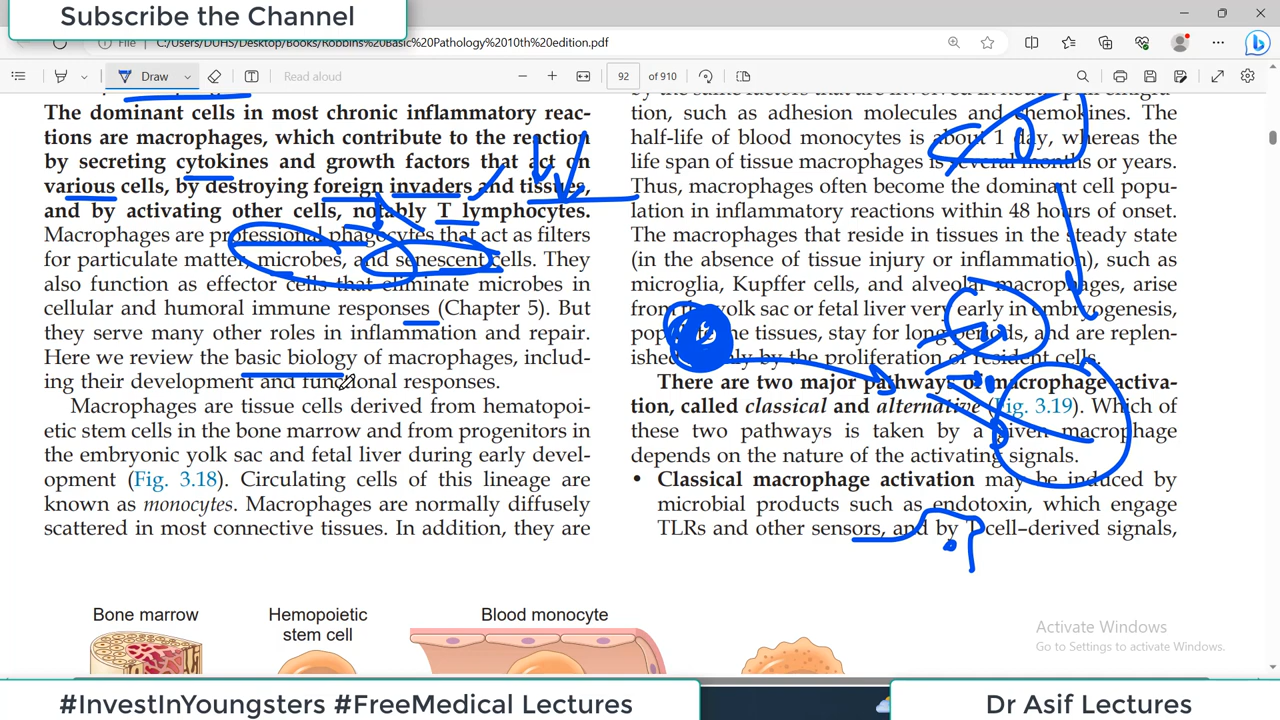 Subscribe the Channel
File C:/Users/DUHS/Desktop/Books/Robbins%20Basic%20Pathology%2010th%20edition.pdf
Draw Read aloud 92 of 910
The dominant cells in most chronic inflammatory reac-
tions are macrophages, which contribute to the reaction
by secreting cytokines and growth factors that act on
various cells, by destroying foreign invaders and tissues,
and by activating other cells, notably T lymphocytes.
Macrophages are professional phagocytes that act as filters
for particulate matter, microbes, and senescent cells. They
also function as effector cells that eliminate microbes in
cellular and humoral immune responses (Chapter 5). But
they serve many other roles in inflammation and repair.
Here we review the basic biology of macrophages, includ-
ing their development and functional responses.
Macrophages are tissue cells derived from hematopoi-
etic stem cells in the bone marrow and from progenitors in
the embryonic yolk sac and fetal liver during early devel-
opment (Fig. 3.18). Circulating cells of this lineage are
known as monocytes. Macrophages are normally diffusely
scattered in most connective tissues. In addition, they are
tion, such as adhesion molecules and chemokines. The
half-life of blood monocytes is about 1 day, whereas the
life span of tissue macrophages is several months or years.
Thus, macrophages often become the dominant cell popu-
lation in inflammatory reactions within 48 hours of onset.
The macrophages that reside in tissues in the steady state
(in the absence of tissue injury or inflammation), such as
microglia, Kupffer cells, and alveolar macrophages, arise
from the yolk sac or fetal liver very early in embryogenesis,
the tissues, stay for long periods, and are replen-
by the proliferation of resident cells.
There are two major pathways of macrophage activa-
tion, called classical and alternative (Fig. 3.19). Which of
these two pathways is taken by a given macrophage
depends on the nature of the activating signals.
• Classical macrophage activation may be induced by
microbial products such as endotoxin, which engage
TLRs and other sensors, and by T cell–derived signals,
Bone marrow
Hemopoietic
stem cell
Blood monocyte
Activate Windows
Go to Settings to activate Windows.
#InvestInYoungsters #FreeMedical Lectures
Dr Asif Lectures